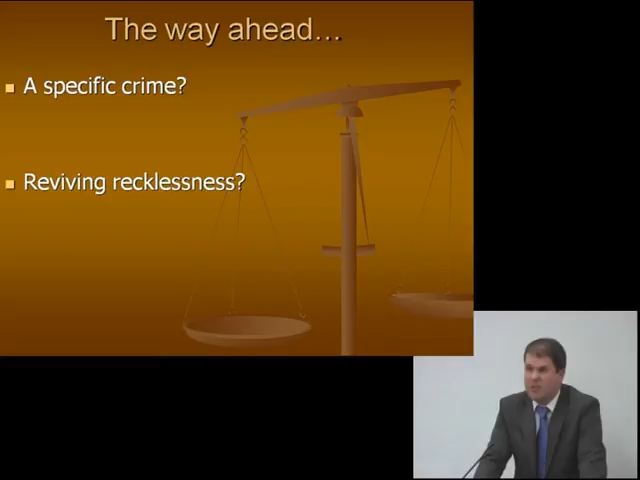 The way ahead...
A specific crime?
Reviving recklessness?